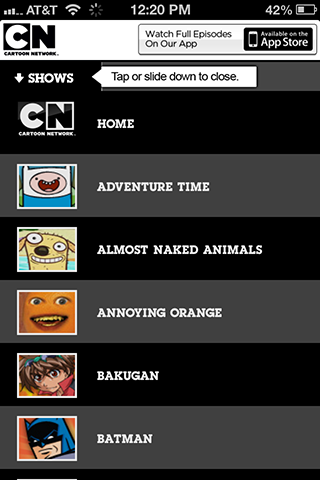 AT&T 12:20 PM 42%
CN
CARTOON NETWORK.
Watch Full Episodes
On Our App
Available on the
App Store
SHOWS
Tap or slide down to close.
CN
CARTOON NETWORK.
HOME
ADVENTURE TIME
ALMOST NAKED ANIMALS
ANNOYING ORANGE
BAKUGAN
BATMAN